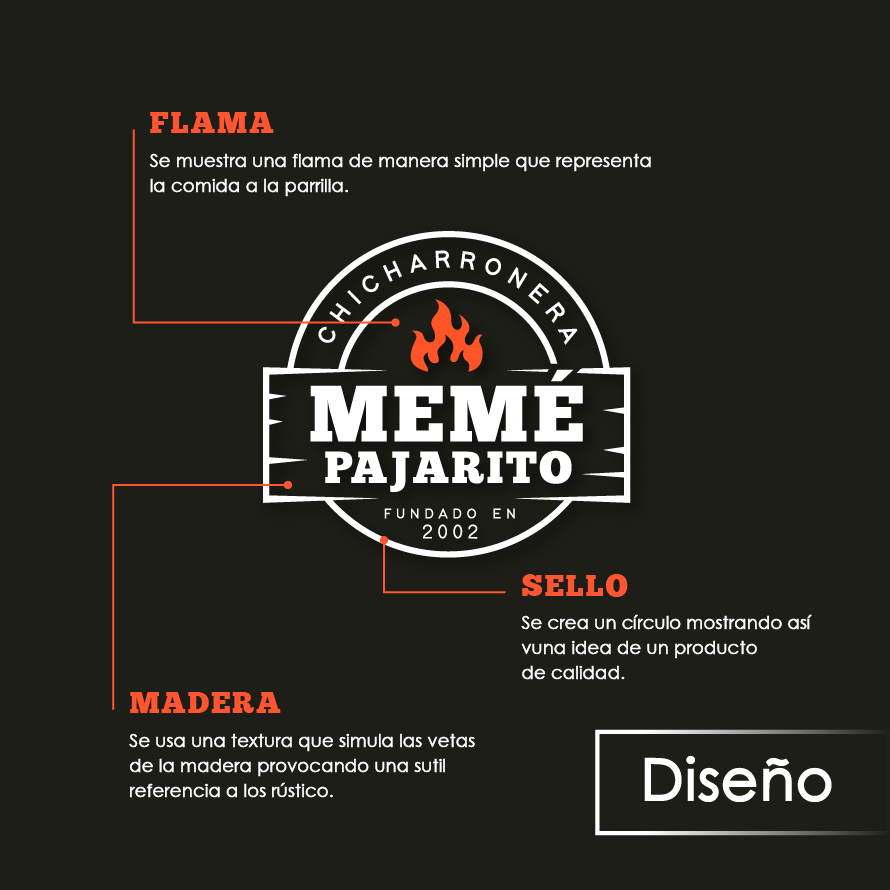 FLAMA
Se muestra una flama de manera simple que representa
la comida a la parrilla.
CHICHARRONERA
MEMÉ
PAJARITO
FUNDADO EN
2002
SELLO
Se crea un círculo mostrando así
vuna idea de un producto
de calidad.
MADERA
Se usa una textura que simula las vetas
de la madera provocando una sutil
referencia a los rústico.
Diseño